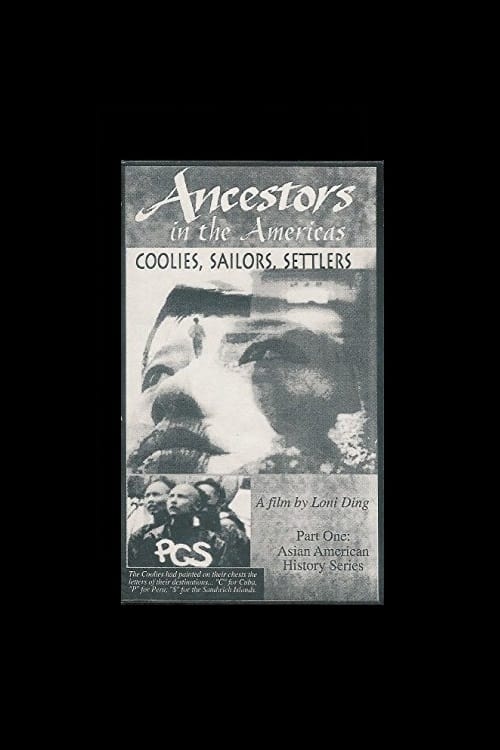 Ancestors
in the Americas
COOLIES, SAILORS, SETTLERS
A film by Loni Ding
Part One:
Asian American
History Series
PGS
The Coolies had painted on their chests the
letters of their destinations... "C" for Cuba,
"P" for Peru, "S" for the Sandwich Islands.